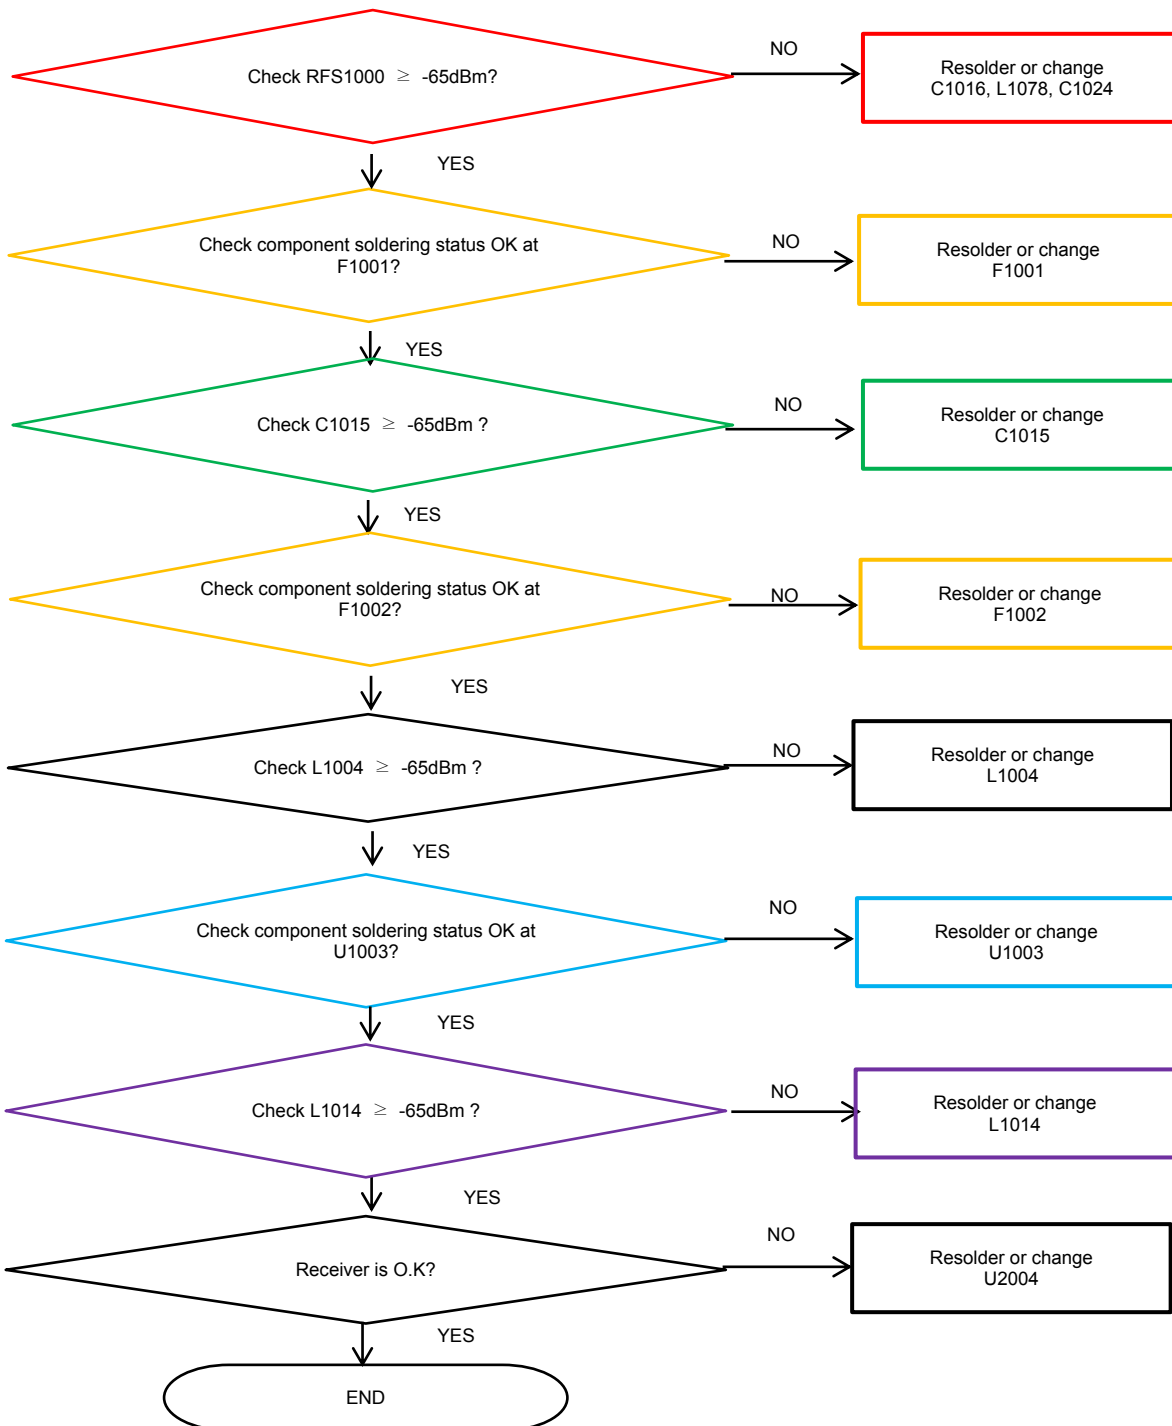 Check RFS1000 ≥ -65dBm?
NO
Resolder or change
C1016, L1078, C1024
YES
Check component soldering status OK at
F1001?
NO
Resolder or change
F1001
YES
Check C1015 ≥ -65dBm ?
NO
Resolder or change
C1015
YES
Check component soldering status OK at
F1002?
NO
Resolder or change
F1002
YES
Check L1004 ≥ -65dBm ?
NO
Resolder or change
L1004
YES
Check component soldering status OK at
U1003?
NO
Resolder or change
U1003
YES
Check L1014 ≥ -65dBm ?
NO
Resolder or change
L1014
YES
Receiver is O.K?
NO
Resolder or change
U2004
YES
END